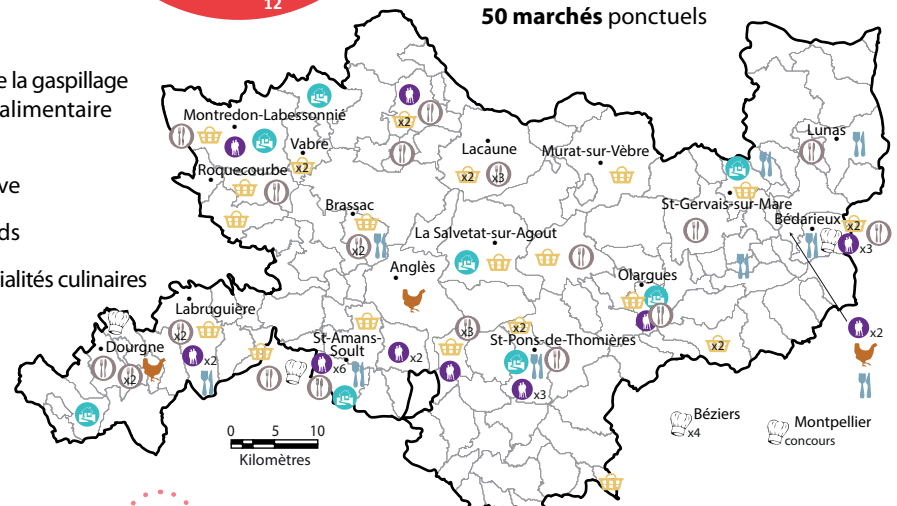 12
50 marchés ponctuels
e la gaspillage
alimentaire
ve
ds
ialités culinaires
Montredon-Labessonnié
x2
Lunas
Vabre
x2
Lacaune
x2
x3
Murat-sur-Vèbre
Roquecourbe
St-Gervais-sur-Mare
Brassac
x2
Bédarieux
x2
x3
La Salvetat-sur-Agout
Anglès
Olargues
Labruguière
x2
x2
St-Amans-
Soult
x6
x2
x3
x2
St-Pons-de-Thomières
x3
x2
x2
Dourgne
x2
0 5 10
Kilomètres
Béziers
x4
Montpellier
concours